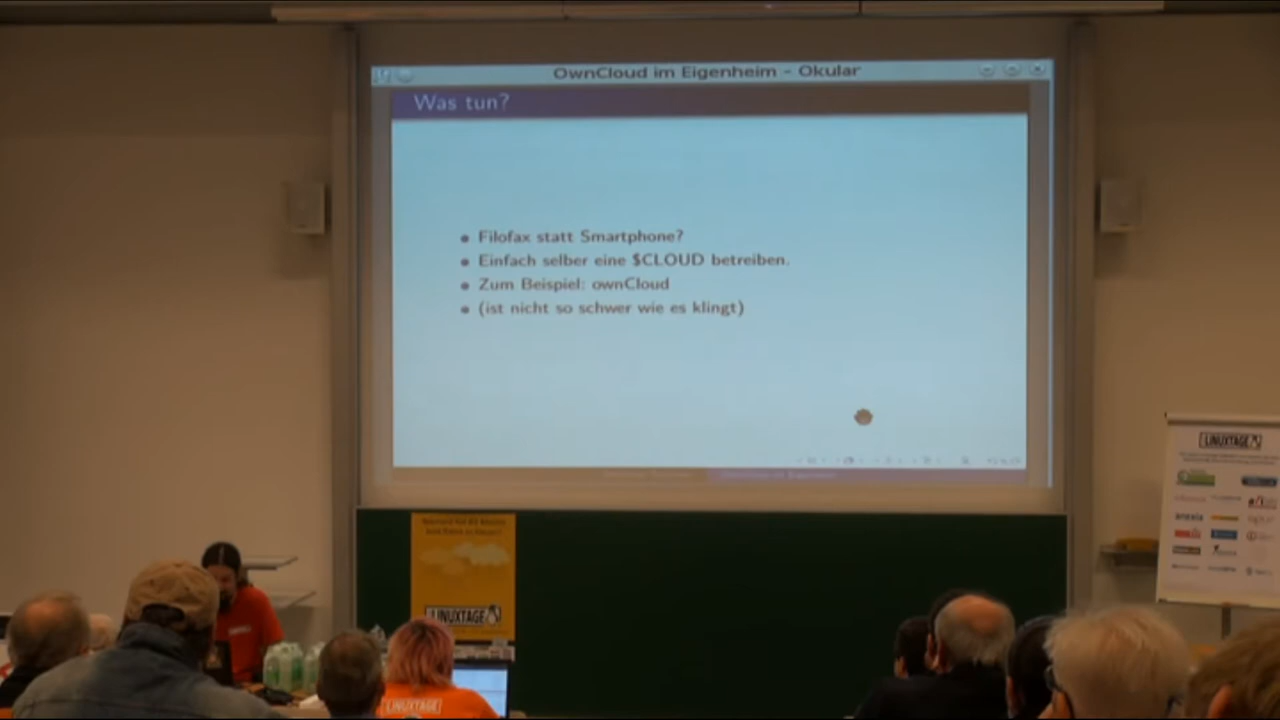 OwnCloud im Eigenheim – Okular
Was tun?
Filofax statt Smartphone?
Einfach selber eine $CLOUD betreiben.
Zum Beispiel: ownCloud
(ist nicht so schwer wie es klingt)
LINUXTAGE
LINUXTAGE
LINUXTAGE
anexia